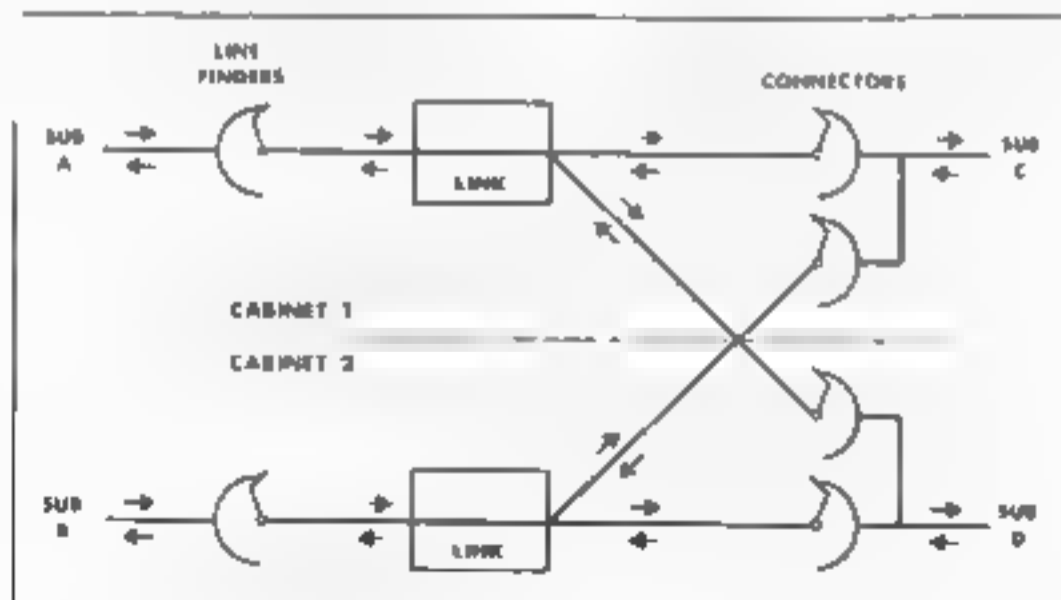 LINE
FINDERS
CONNECTORS
SUB
A
LINK
SUB
C
CABINET 1
CABINET 2
SUB
B
LINK
SUB
D